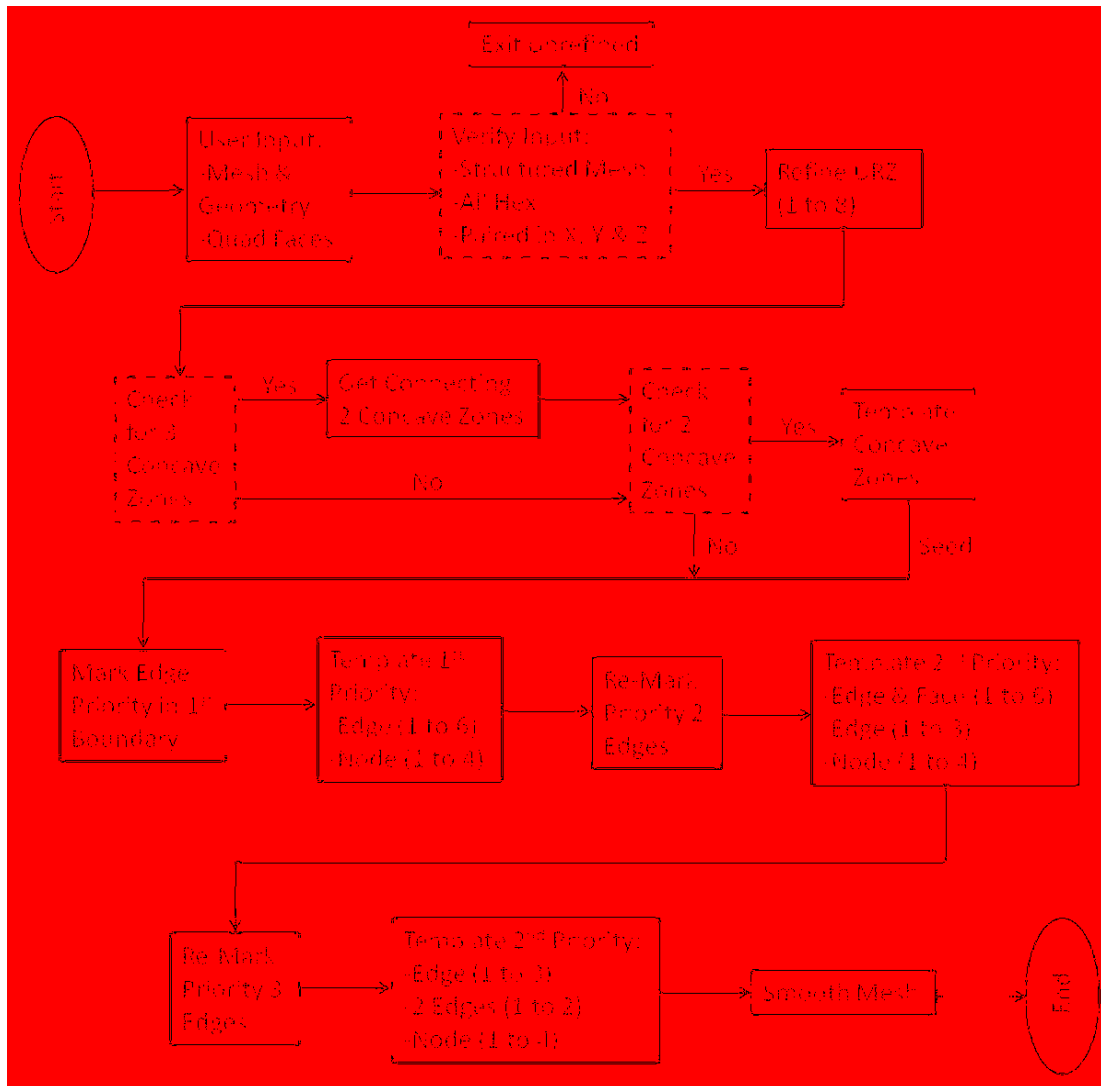 Exit Unrefined
No
Start
User Input:
-Mesh &
Geometry
-Quad Faces
Verify Input:
-Structured Mesh
-All Hex
-Paired in X, Y & Z
Yes
Refine URZ
(1 to 8)
Check
for 3
Concave
Zones
Yes
Get Connecting
2 Concave Zones
No
Check
for 2
Concave
Zones
Yes
Template
Concave
Zones
No
Seed
Mark Edge
Priority in 1st
Boundary
Template 1st
Priority:
-Edge (1 to 6)
-Node (1 to 4)
Re-Mark
Priority 2
Edges
Template 2nd Priority:
Edge & Face (1 to 6)
Edge (1 to 3)
Node (1 to 4)
Re-Mark
Priority 3
Edges
Template Priority:
-Edge (1 to 3)
-2 Edges (1 to 2)
-Node (1 to 4)
Smooth Mesh
End